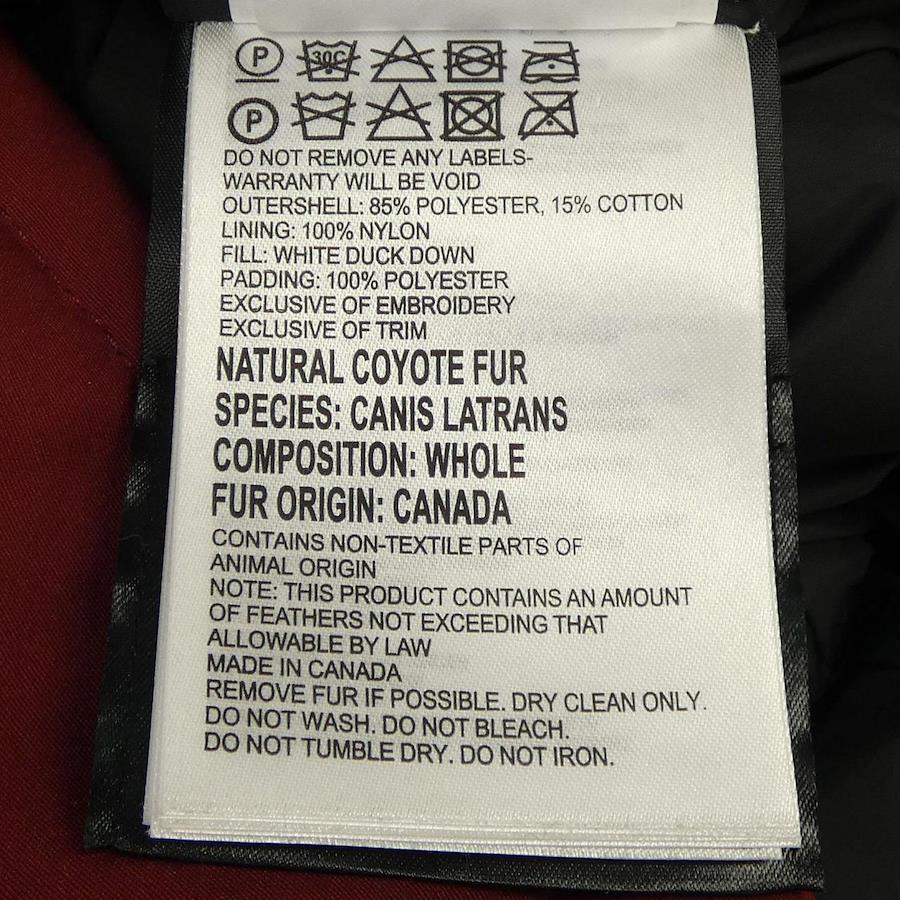 P 30C
P
DO NOT REMOVE ANY LABELS-
WARRANTY WILL BE VOID
OUTERSHELL: 85% POLYESTER, 15% COTTON
LINING: 100% NYLON
FILL: WHITE DUCK DOWN
PADDING: 100% POLYESTER
EXCLUSIVE OF EMBROIDERY
EXCLUSIVE OF TRIM
NATURAL COYOTE FUR
SPECIES: CANIS LATRANS
COMPOSITION: WHOLE
FUR ORIGIN: CANADA
CONTAINS NON-TEXTILE PARTS OF
ANIMAL ORIGIN
NOTE: THIS PRODUCT CONTAINS AN AMOUNT
OF FEATHERS NOT EXCEEDING THAT
ALLOWABLE BY LAW
MADE IN CANADA
REMOVE FUR IF POSSIBLE. DRY CLEAN ONLY.
DO NOT WASH. DO NOT BLEACH.
DO NOT TUMBLE DRY. DO NOT IRON.